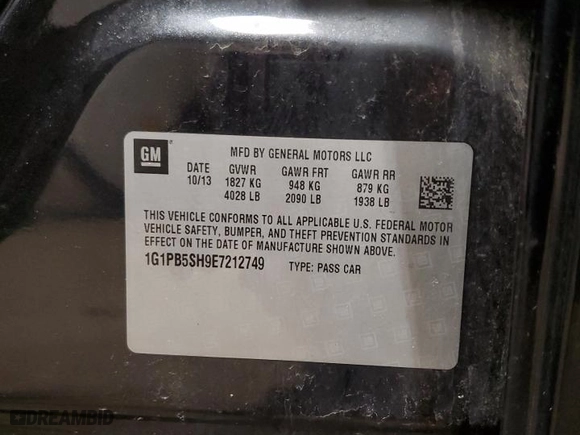 GM
MFD BY GENERAL MOTORS LLC
DATE GVWR GAWR FRT GAWR RR
10/13 1827 KG 948 KG 879 KG
4028 LB 2090 LB 1938 LB
THIS VEHICLE CONFORMS TO ALL APPLICABLE U.S. FEDERAL MOTOR
VEHICLE SAFETY, BUMPER, AND THEFT PREVENTION STANDARDS IN
EFFECT ON THE DATE OF MANUFACTURE SHOWN ABOVE.
1G1PB5SH9E7212749 TYPE: PASS CAR
DREAMBID